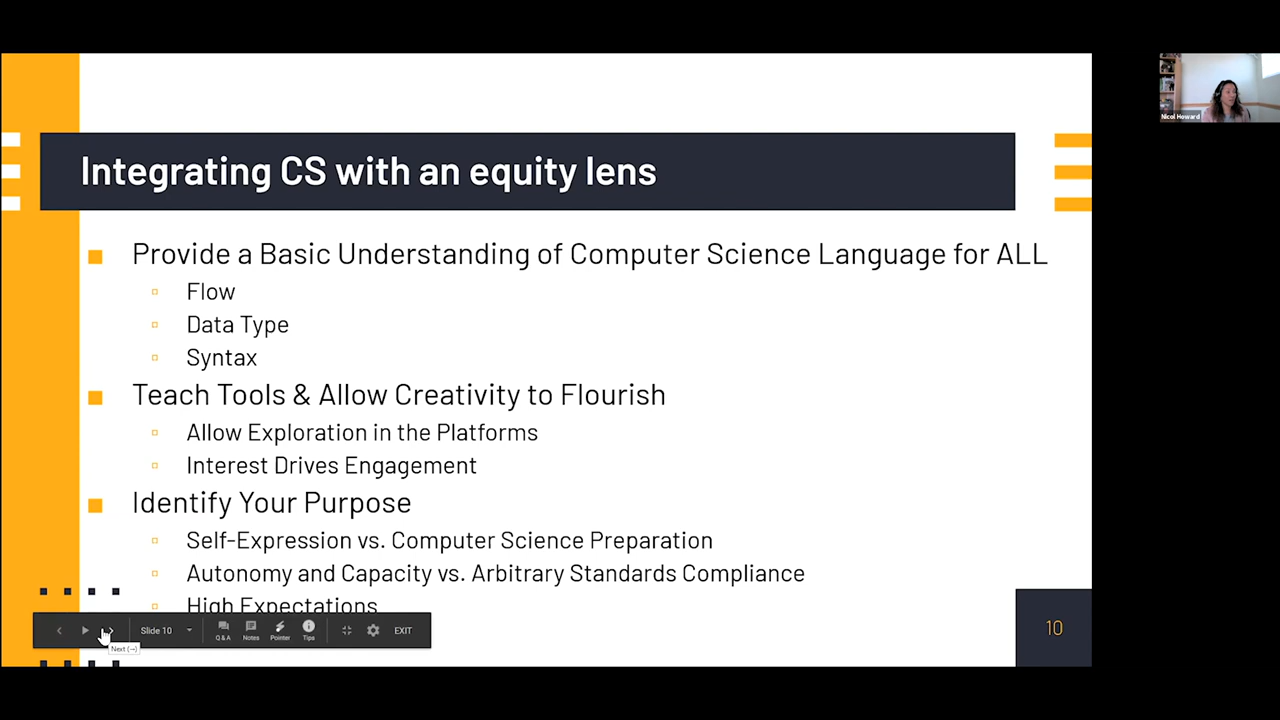 Integrating CS with an equity lens
Provide a Basic Understanding of Computer Science Language for ALL
Flow
Data Type
Syntax
Teach Tools & Allow Creativity to Flourish
Allow Exploration in the Platforms
Interest Drives Engagement
Identify Your Purpose
Self-Expression vs. Computer Science Preparation
Autonomy and Capacity vs. Arbitrary Standards Compliance
High Expectations
Slide 10
Q&A
Notes
Pointer
Tips
EXIT
Next (→)
10
Nicol Howard